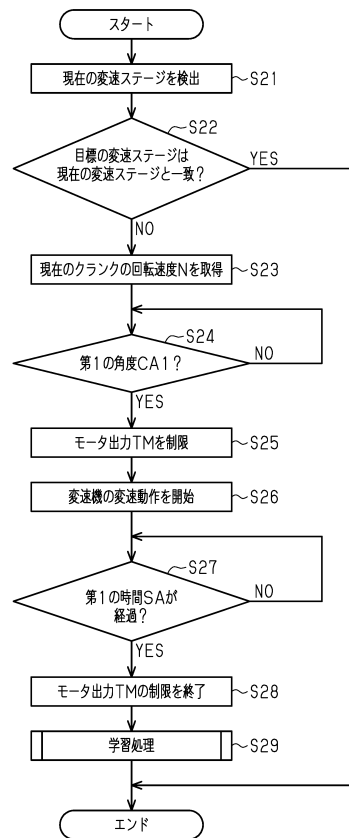 スタート
現在の変速ステージを検出
S21
S22
目標の変速ステージは
現在の変速ステージと一致?
YES
NO
現在のクランクの回転速度Nを取得
S23
S24
第1の角度CA1?
NO
YES
モータ出力TMを制限
S25
変速機の変速動作を開始
S26
S27
第1の時間SAが
経過?
NO
YES
モータ出力TMの制限を終了
S28
学習処理
S29
エンド